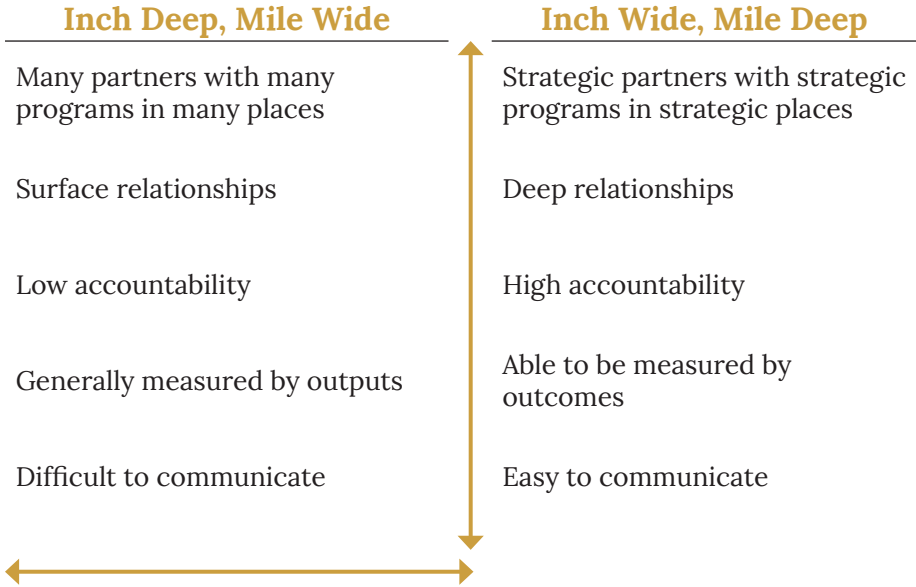 Inch Deep, Mile Wide
Inch Wide, Mile Deep
Many partners with many
programs in many places
Strategic partners with strategic
programs in strategic places
Surface relationships
Deep relationships
Low accountability
High accountability
Generally measured by outputs
Able to be measured by
outcomes
Difficult to communicate
Easy to communicate